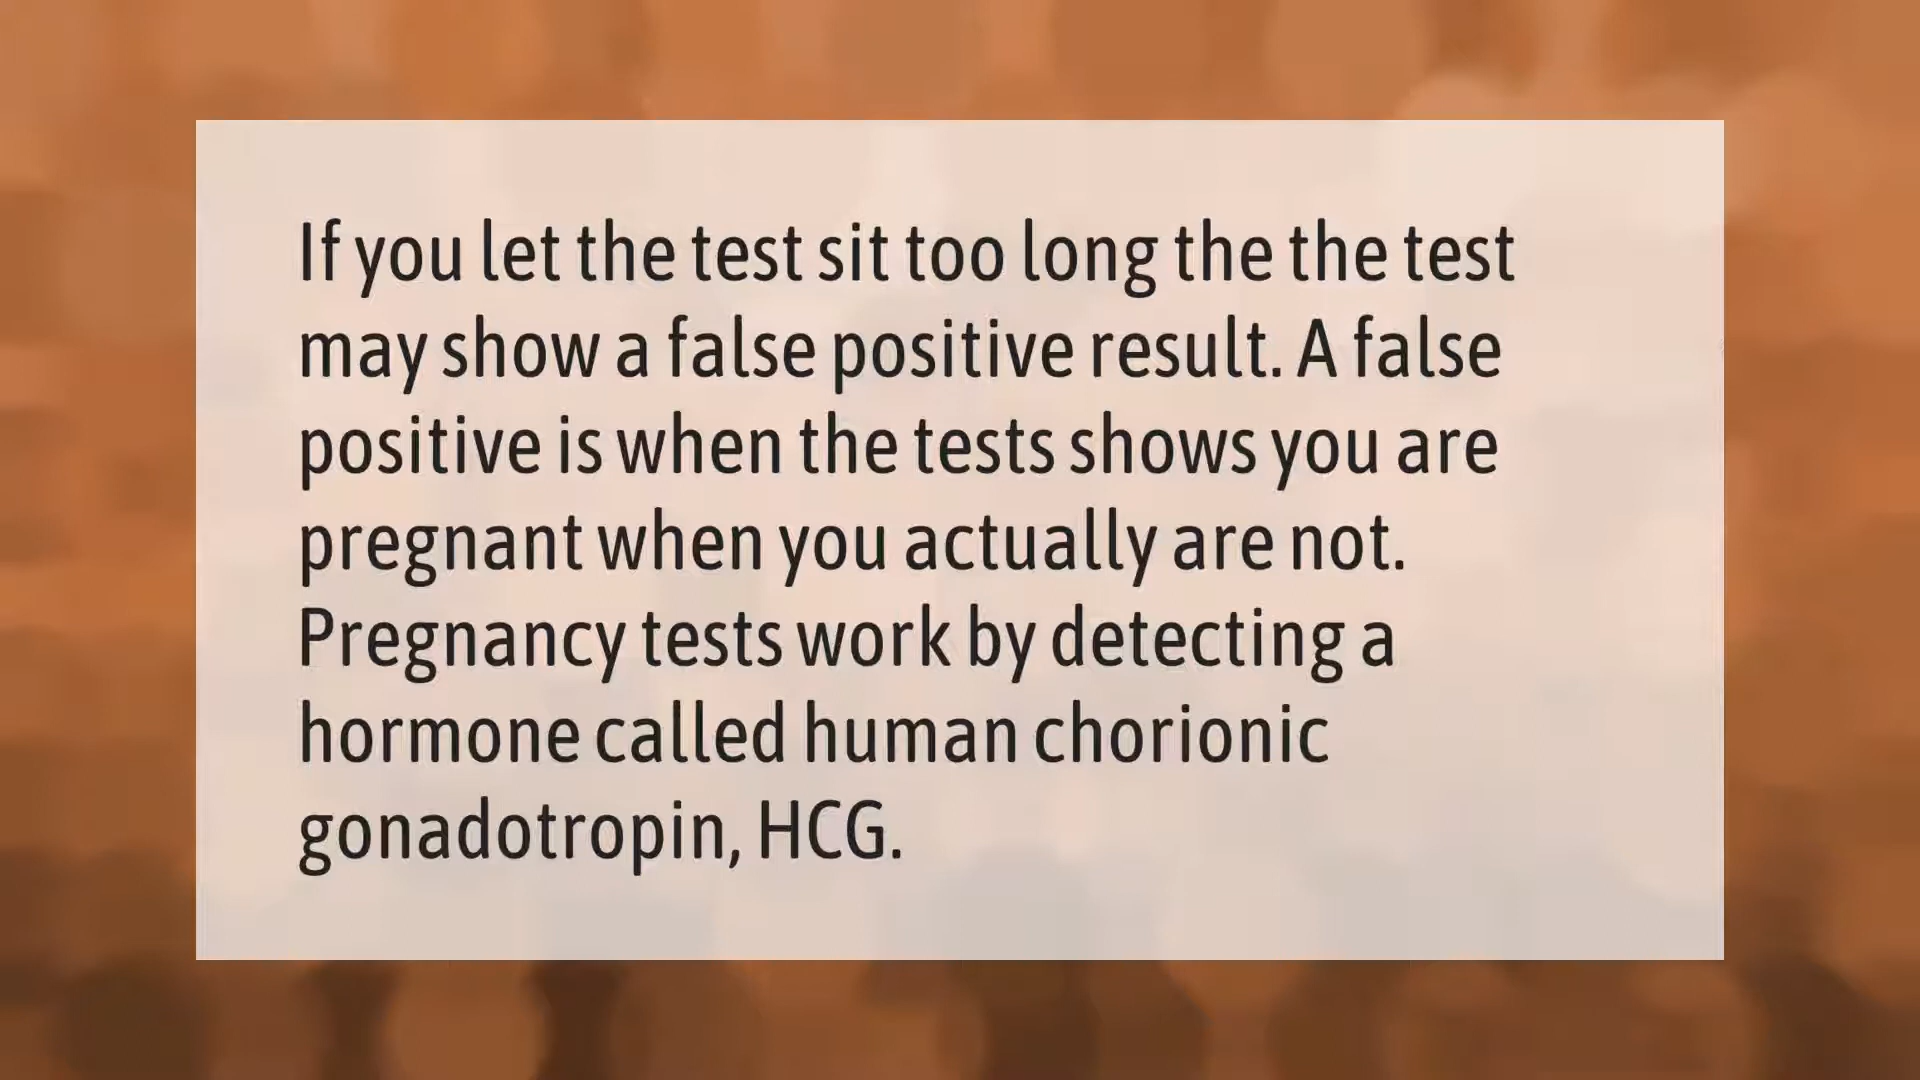 If you let the test sit too long the the test
may show a false positive result. A false
positive is when the tests shows you are
pregnant when you actually are not.
Pregnancy tests work by detecting a
hormone called human chorionic
gonadotropin, HCG.